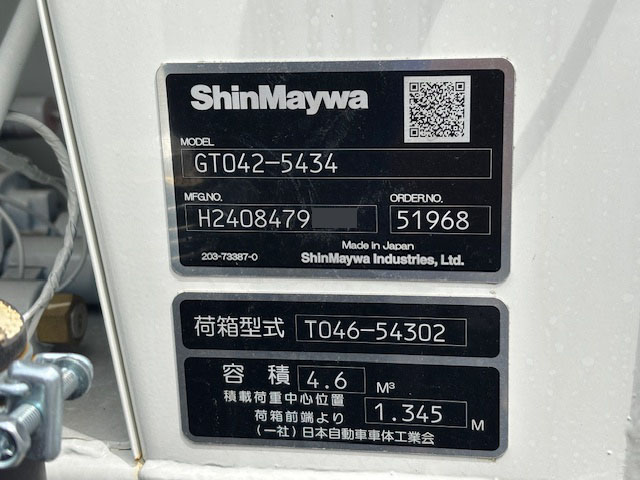 ShinMaywa
MODEL
GT042-5434
MFG.NO. ORDER.NO.
H2408479 51968
Made in Japan
203-73387-0 ShinMaywa Industries, Ltd.
荷箱型式 T046-54302
容積 4.6 M³
積載荷重中心位置
荷箱前端より 1.345 M
(一社)日本自動車車体工業会